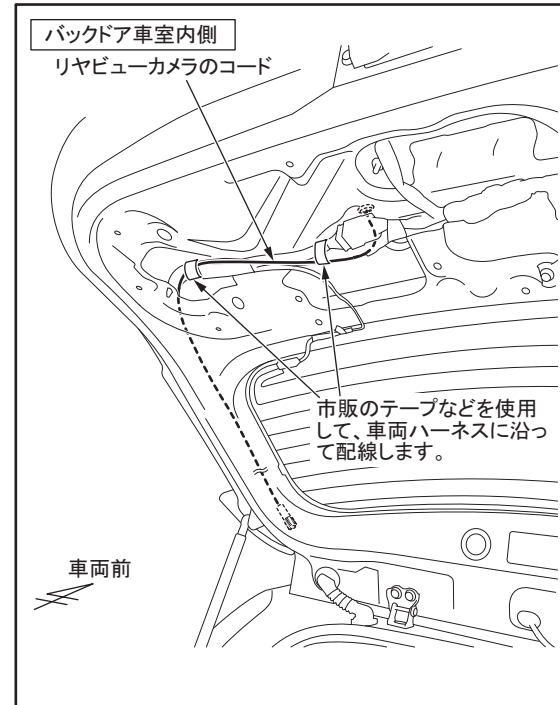 バックドア車室内側
リヤビューカメラのコード
市販のテープなどを使用
して、車両ハーネスに沿っ
て配線します。
車両前